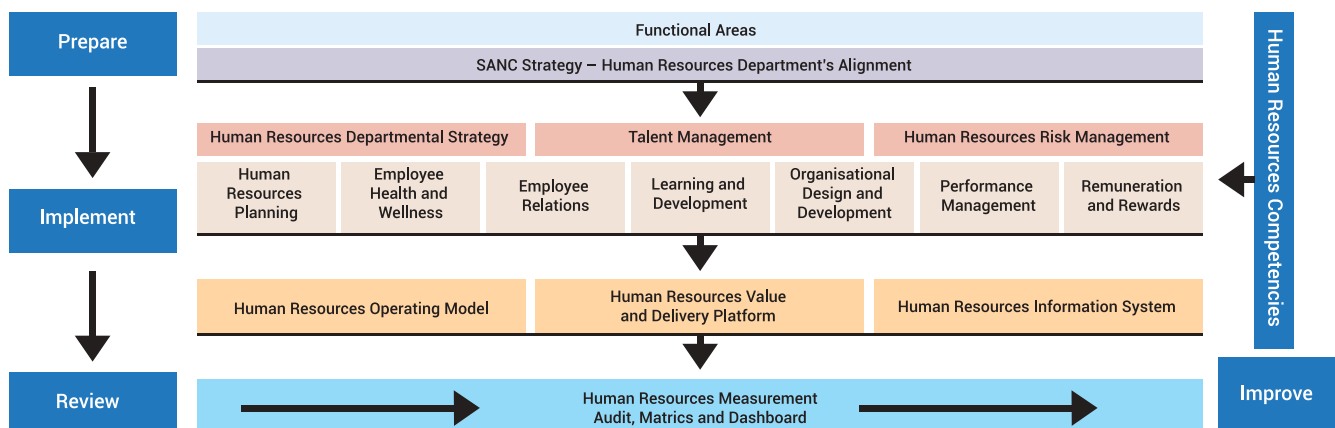 Prepare
Functional Areas
SANC Strategy – Human Resources Department's Alignment
Human Resources Departmental Strategy
Talent Management
Human Resources Risk Management
Human
Resources
Planning
Employee
Health and
Wellness
Employee
Relations
Learning and
Development
Organisational
Design and
Development
Performance
Management
Remuneration
and Rewards
Implement
Human Resources Operating Model
Human Resources Value
and Delivery Platform
Human Resources Information System
Review
Human Resources Measurement
Audit, Matrics and Dashboard
Human Resources Competencies
Improve